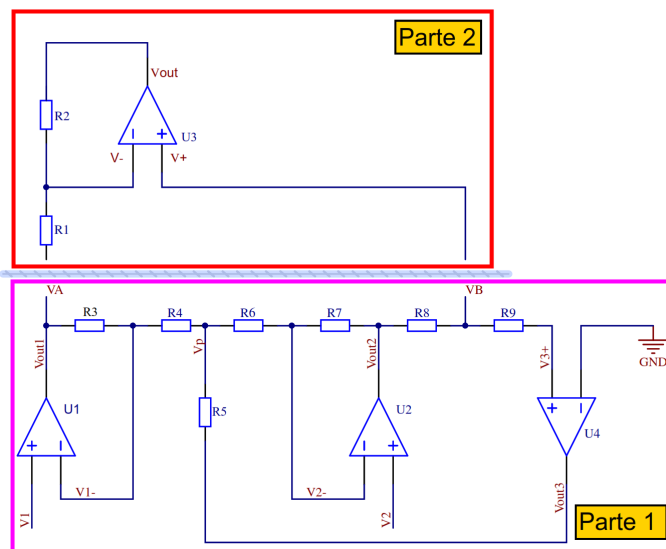 Parte 2
Vout
R2
U3
V-
V+
R1
VA
VB
R3
R4
R6
R7
R8
R9
Vout1
Vp
Vout2
V3+
GND
U1
R5
U2
U4
V1-
V2-
V1
V2
Vout3
Parte 1